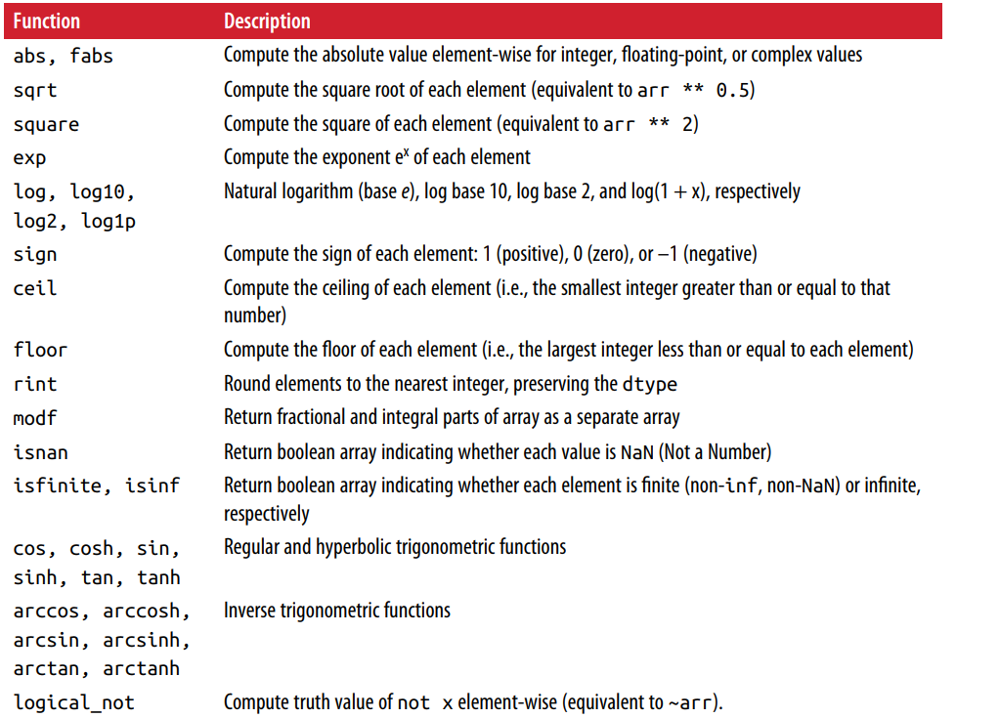 Function Description
abs, fabs Compute the absolute value element-wise for integer, floating-point, or complex values
sqrt Compute the square root of each element (equivalent to arr ** 0.5)
square Compute the square of each element (equivalent to arr ** 2)
exp Compute the exponent eˣ of each element
log, log10, Natural logarithm (base e), log base 10, log base 2, and log(1 + x), respectively
log2, log1p
sign Compute the sign of each element: 1 (positive), 0 (zero), or –1 (negative)
ceil Compute the ceiling of each element (i.e., the smallest integer greater than or equal to that
number)
floor Compute the floor of each element (i.e., the largest integer less than or equal to each element)
rint Round elements to the nearest integer, preserving the dtype
modf Return fractional and integral parts of array as a separate array
isnan Return boolean array indicating whether each value is NaN (Not a Number)
isfinite, isinf Return boolean array indicating whether each element is finite (non-inf, non-NaN) or infinite,
respectively
cos, cosh, sin, Regular and hyperbolic trigonometric functions
sinh, tan, tanh
arccos, arccosh, Inverse trigonometric functions
arcsin, arcsinh,
arctan, arctanh
logical_not Compute truth value of not x element-wise (equivalent to ~arr).